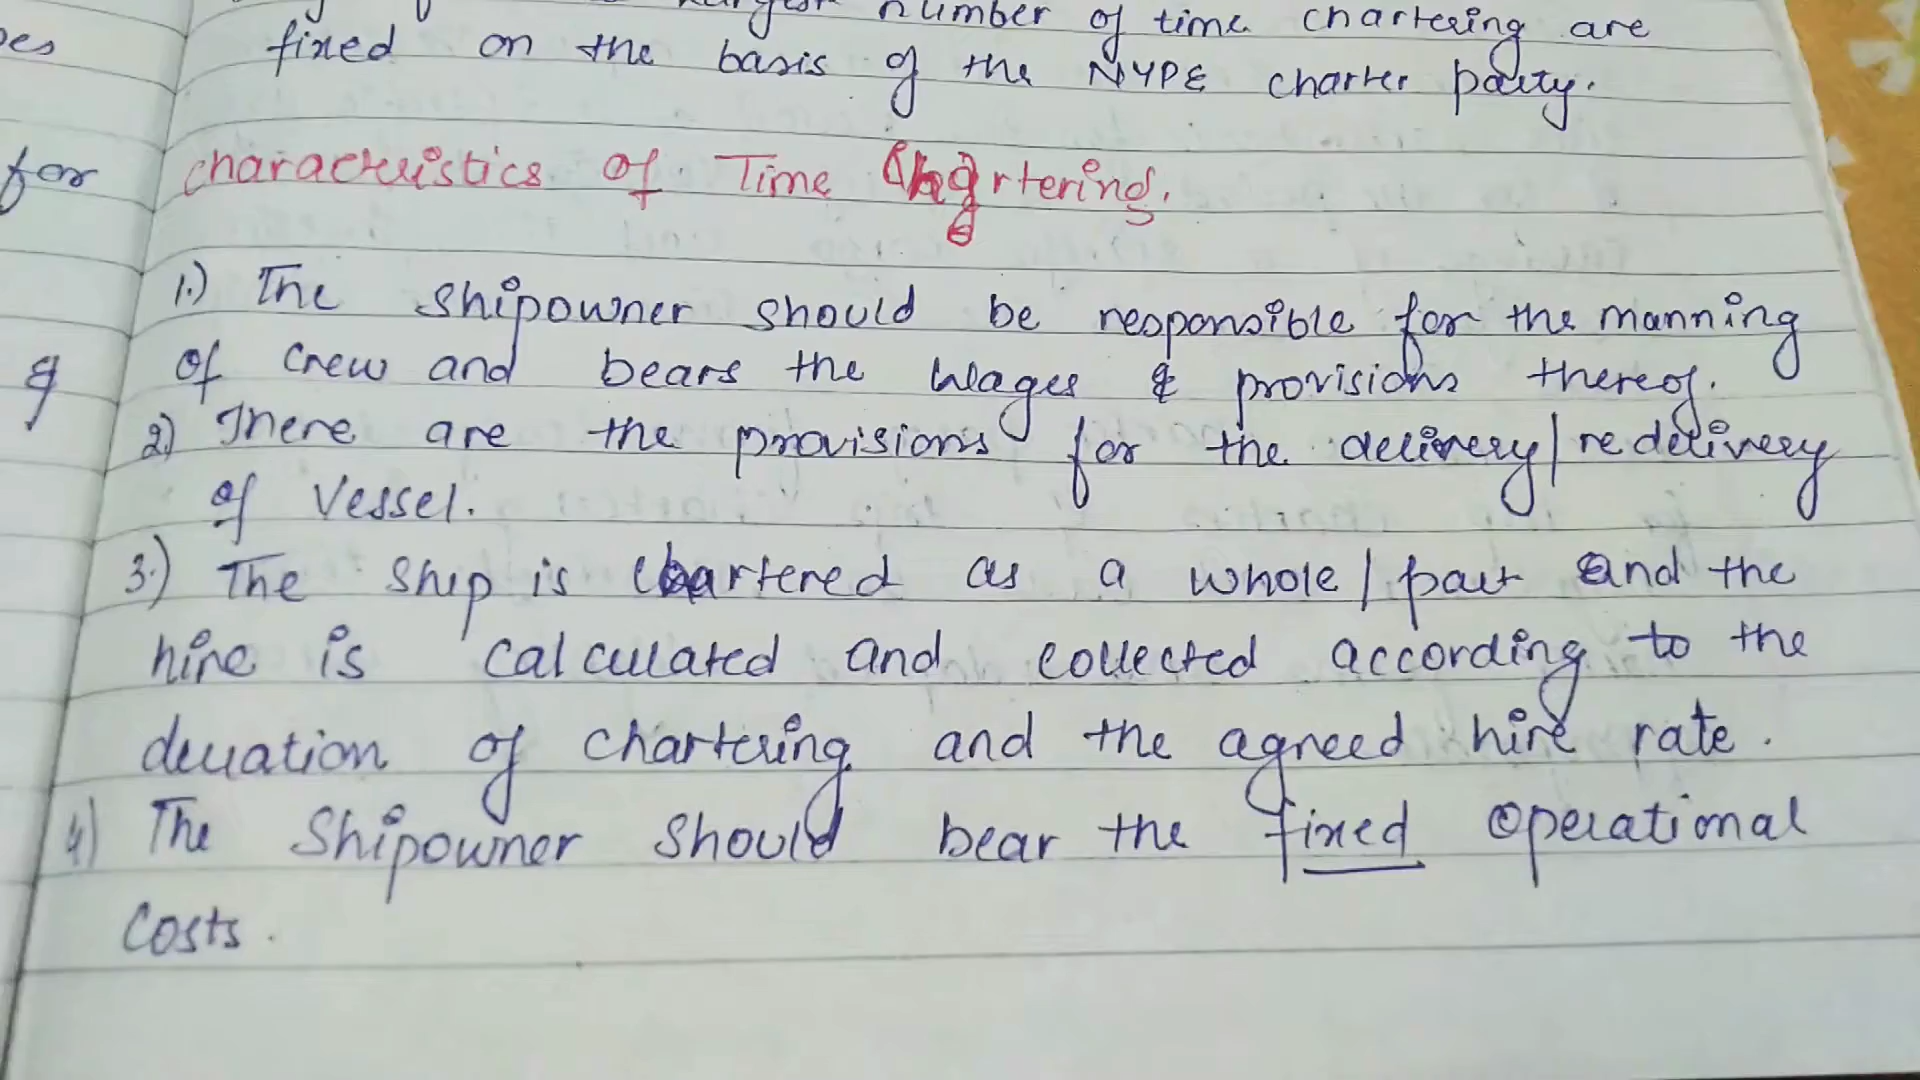 largest number of time chartering are
fixed on the basis of the NYPE charter party.
characteristics of Time Chartering.
1.) The shipowner should be responsible for the manning
of crew and bears the wages & provisions thereof.
2) There are the provisions for the delivery/redelivery
of Vessel.
3.) The ship is chartered as a whole/part and the
hire is calculated and collected according to the
duration of chartering and the agreed hire rate.
4) The Shipowner should bear the fixed operational
costs.
for
of